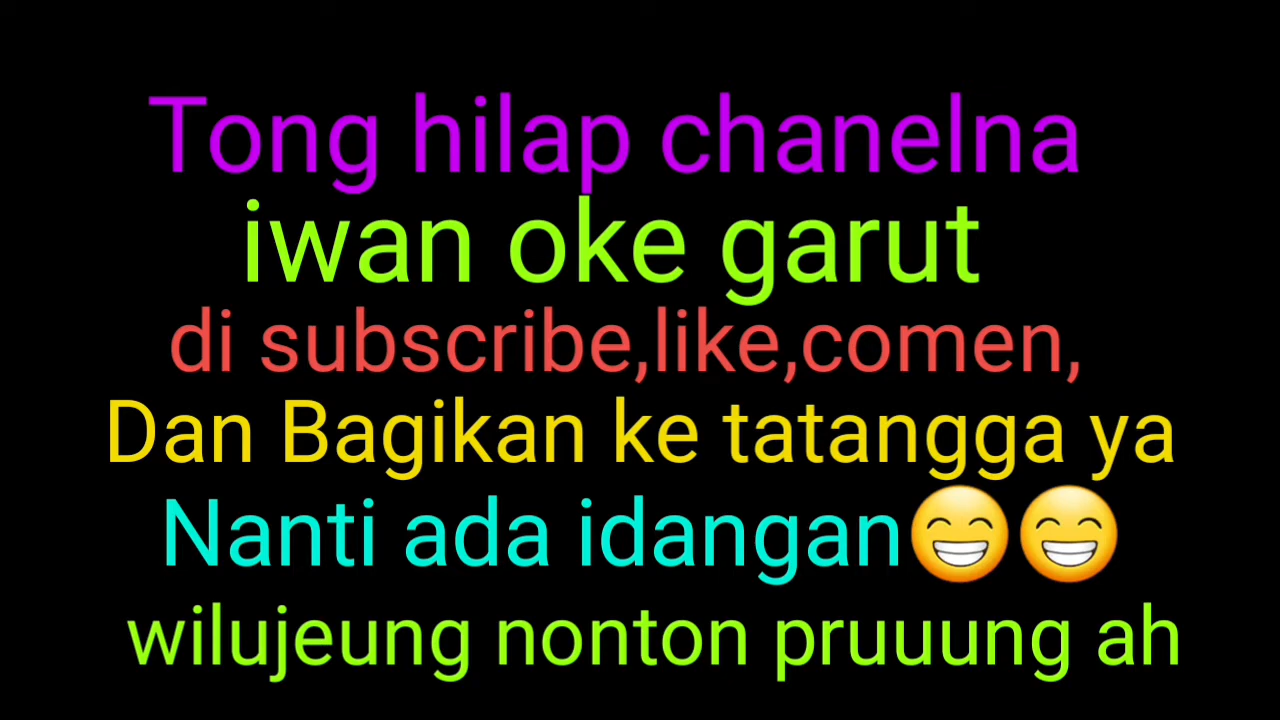 Tong hilap chanelna
iwan oke garut
di subscribe,like,comen,
Dan Bagikan ke tatangga ya
Nanti ada idangan😁😁
wilujeung nonton pruuung ah